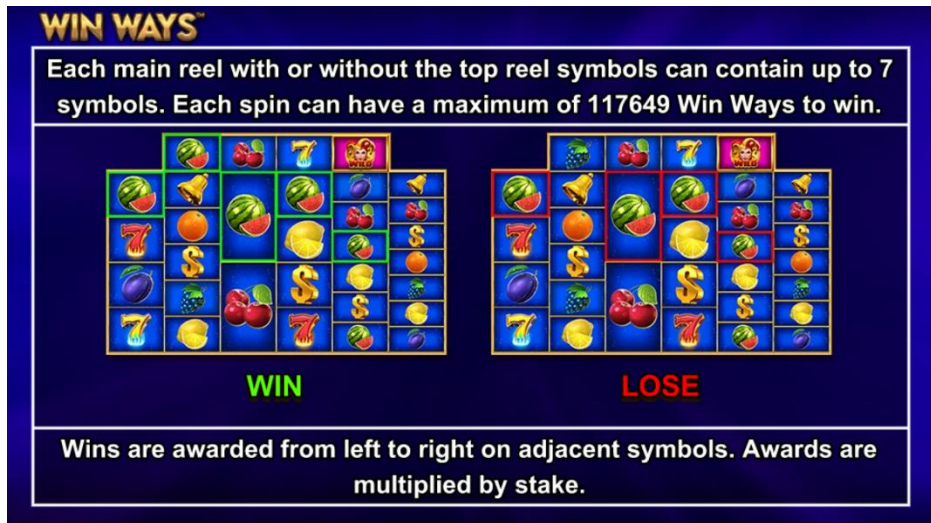 WIN WAYS™
Each main reel with or without the top reel symbols can contain up to 7
symbols. Each spin can have a maximum of 117649 Win Ways to win.
WILD WILD
WIN LOSE
Wins are awarded from left to right on adjacent symbols. Awards are
multiplied by stake.